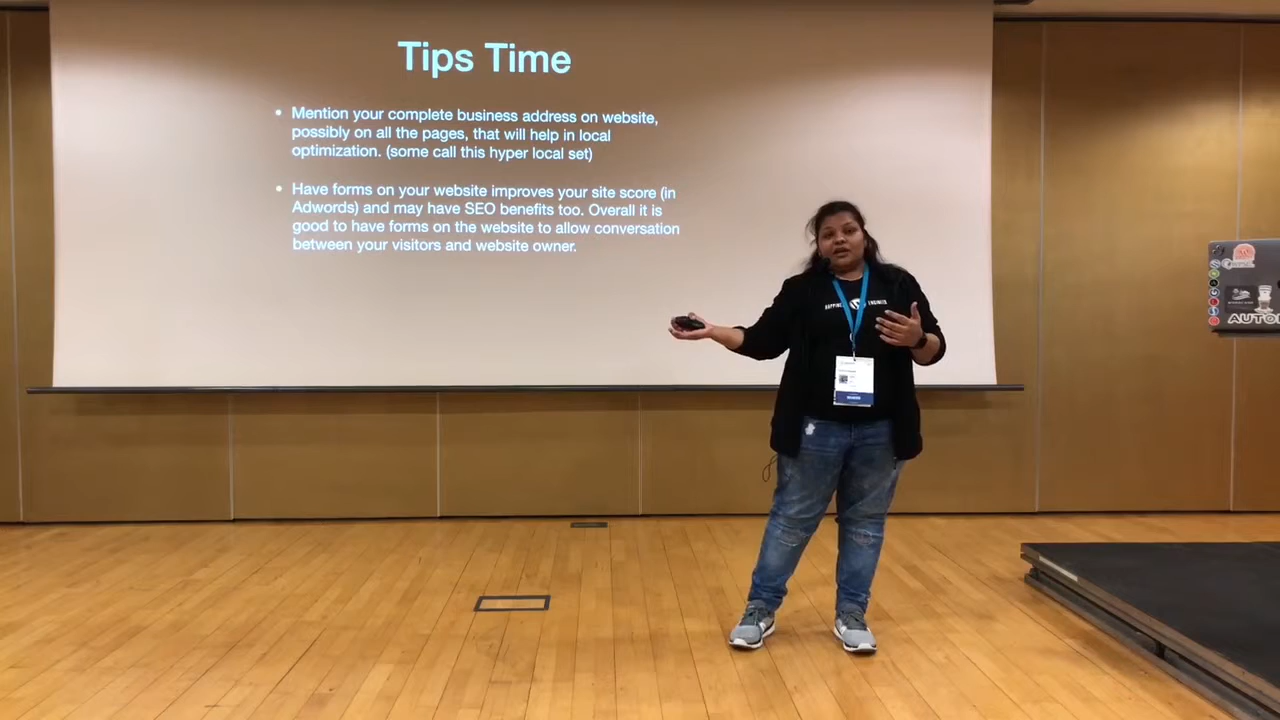 Tips Time
• Mention your complete business address on website,
possibly on all the pages, that will help in local
optimization. (some call this hyper local set)
• Have forms on your website improves your site score (in
Adwords) and may have SEO benefits too. Overall it is
good to have forms on the website to allow conversation
between your visitors and website owner.